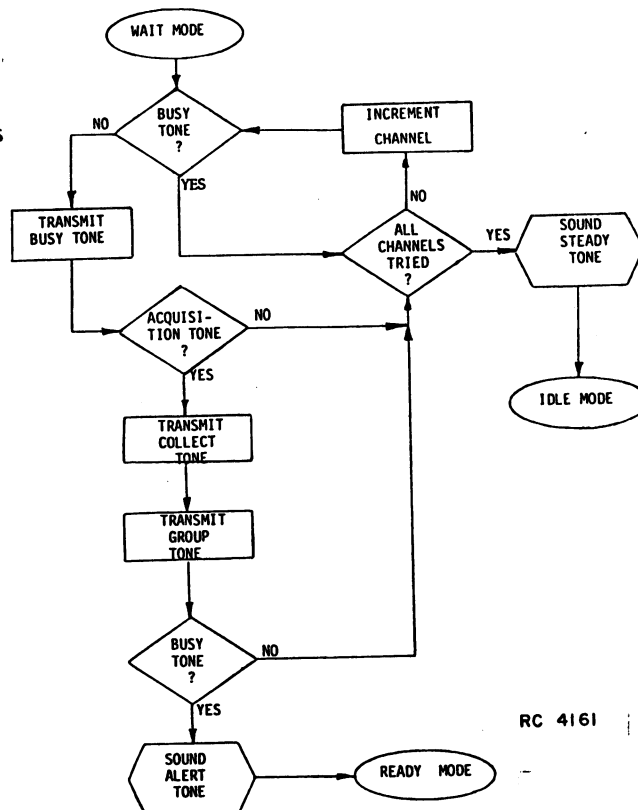 WAIT MODE
BUSY
TONE
?
NO
YES
INCREMENT
CHANNEL
S
TRANSMIT
BUSY TONE
NO
ALL
CHANNELS
TRIED
?
YES
SOUND
STEADY
TONE
ACQUISI-
TION TONE
?
NO
YES
IDLE MODE
TRANSMIT
COLLECT
TONE
TRANSMIT
GROUP
TONE
BUSY
TONE
?
NO
YES
RC 4161
SOUND
ALERT
TONE
READY MODE